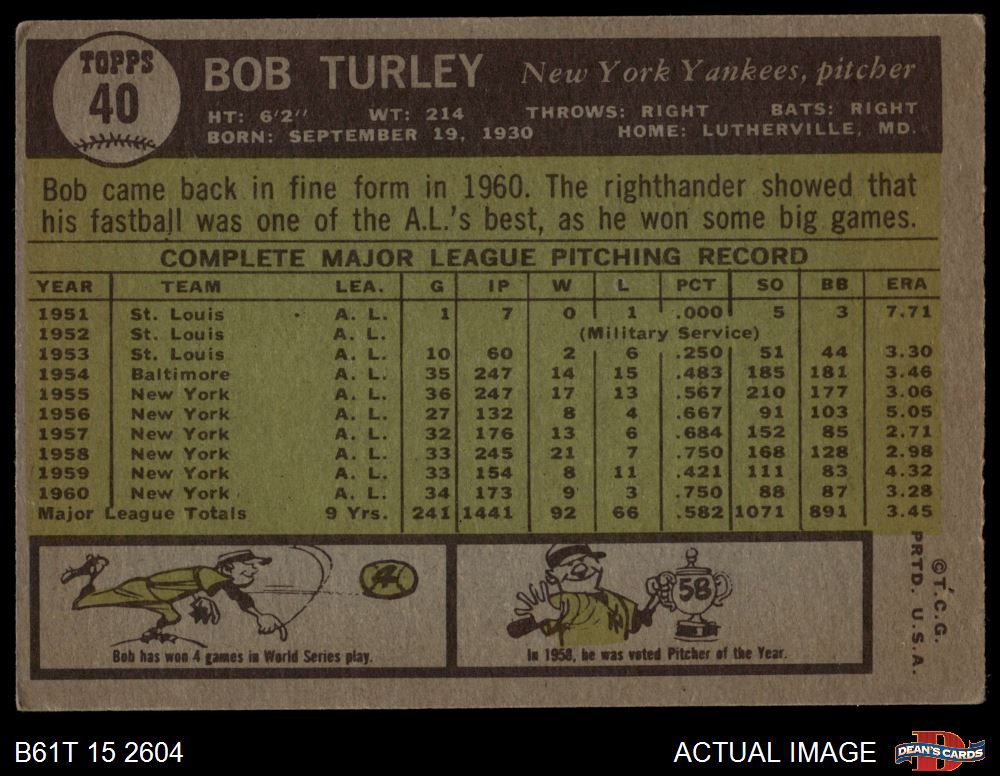 TOPPS
40
BOB TURLEY New York Yankees, pitcher
HT: 6'2" WT: 214 THROWS: RIGHT BATS: RIGHT
BORN: SEPTEMBER 19, 1930 HOME: LUTHERVILLE, MD.
Bob came back in fine form in 1960. The righthander showed that
his fastball was one of the A.L.'s best, as he won some big games.
COMPLETE MAJOR LEAGUE PITCHING RECORD
YEAR TEAM LEA. G IP W L PCT SO BB ERA
1951 St. Louis A. L. 1 7 0 1 .000 5 3 7.71
1952 St. Louis A. L. (Military Service)
1953 St. Louis A. L. 10 60 2 6 .250 51 44 3.30
1954 Baltimore A. L. 35 247 14 15 .483 185 181 3.46
1955 New York A. L. 36 247 17 13 .567 210 177 3.06
1956 New York A. L. 27 132 8 4 .667 91 103 5.05
1957 New York A. L. 32 176 13 6 .684 152 85 2.71
1958 New York A. L. 33 245 21 7 .750 168 128 2.98
1959 New York A. L. 33 154 8 11 .421 111 83 4.32
1960 New York A. L. 34 173 9 3 .750 88 87 3.28
Major League Totals 9 Yrs. 241 1441 92 66 .582 1071 891 3.45
Bob has won 4 games in World Series play.
58
In 1958, he was voted Pitcher of the Year.
©T.C.G.
PRTD. U.S.A.
B61T 15 2604
ACTUAL IMAGE
DEAN'S CARDS